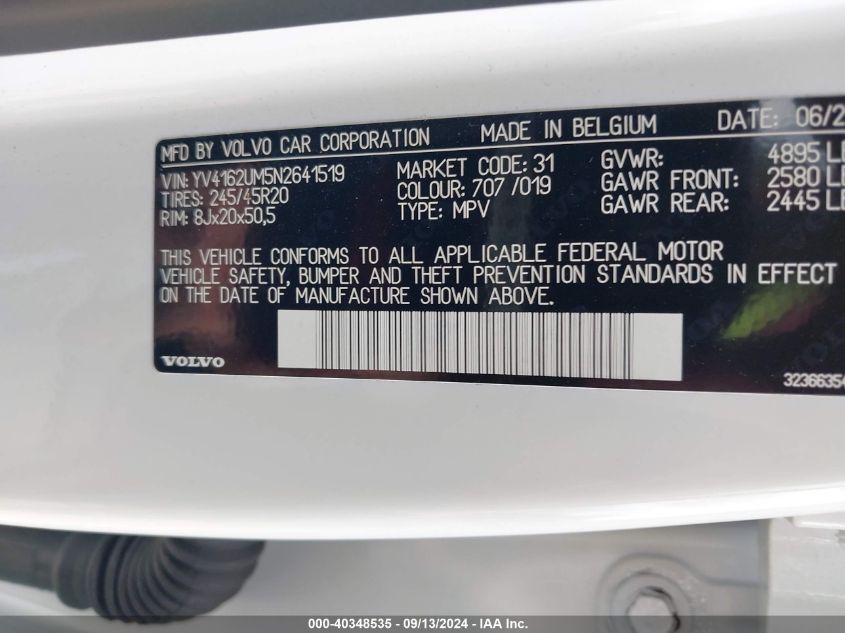 MFD BY VOLVO CAR CORPORATION MADE IN BELGIUM DATE: 06/2
VIN: YV4162UM5N2641519 MARKET CODE: 31 GVWR: 4895 LE
TIRES: 245/45R20 COLOUR: 707 /019 GAWR FRONT: 2580 LE
RIM: 8Jx20x50,5 TYPE: MPV GAWR REAR: 2445 LE
THIS VEHICLE CONFORMS TO ALL APPLICABLE FEDERAL MOTOR
VEHICLE SAFETY, BUMPER AND THEFT PREVENTION STANDARDS IN EFFECT
ON THE DATE OF MANUFACTURE SHOWN ABOVE.
VOLVO
3236635
000-40348535 - 09/13/2024 - IAA Inc.